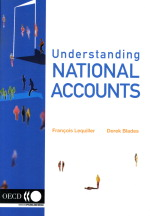 Understanding
NATIONAL
ACCOUNTS
François Lequiller Derek Blades
OECD